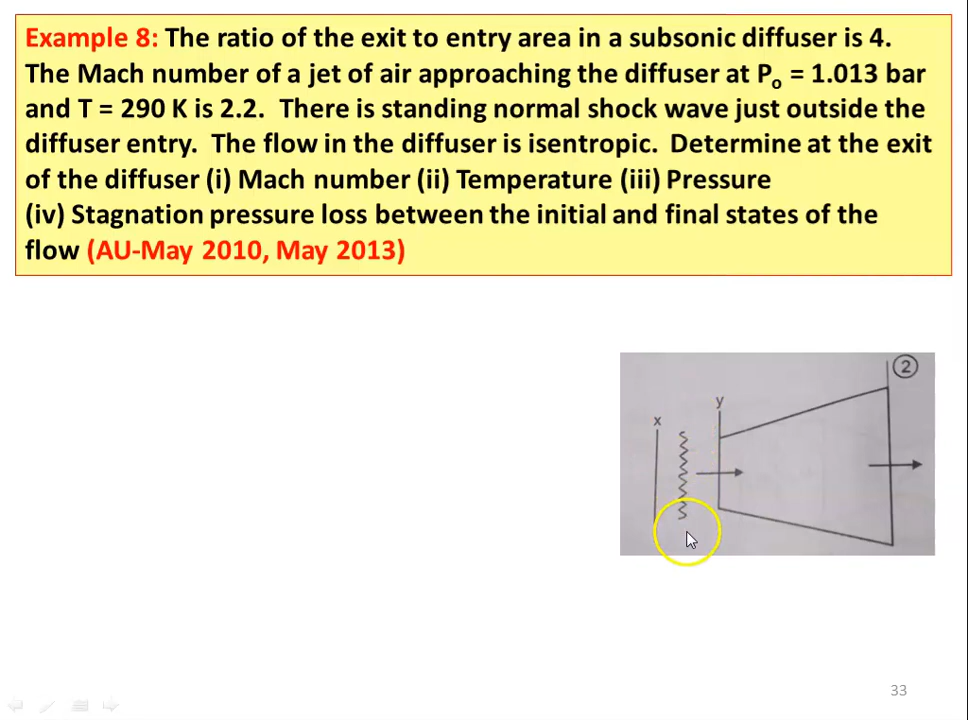 Example 8: The ratio of the exit to entry area in a subsonic diffuser is 4.
The Mach number of a jet of air approaching the diffuser at Po = 1.013 bar
and T = 290 K is 2.2. There is standing normal shock wave just outside the
diffuser entry. The flow in the diffuser is isentropic. Determine at the exit
of the diffuser (i) Mach number (ii) Temperature (iii) Pressure
(iv) Stagnation pressure loss between the initial and final states of the
flow (AU-May 2010, May 2013)
2
y
x
33